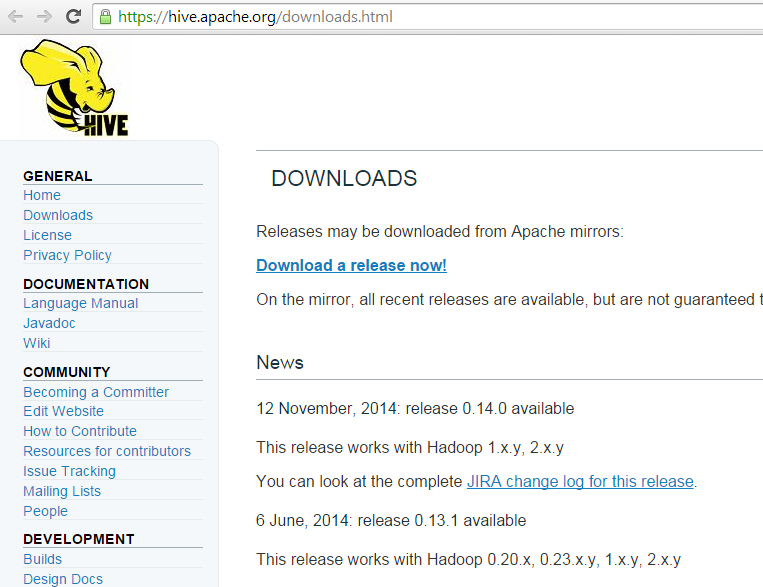 https://hive.apache.org/downloads.html
HIVE
GENERAL
Home
Downloads
License
Privacy Policy
DOCUMENTATION
Language Manual
Javadoc
Wiki
COMMUNITY
Becoming a Committer
Edit Website
How to Contribute
Resources for contributors
Issue Tracking
Mailing Lists
People
DEVELOPMENT
Builds
Design Docs
DOWNLOADS
Releases may be downloaded from Apache mirrors:
Download a release now!
On the mirror, all recent releases are available, but are not guaranteed t
News
12 November, 2014: release 0.14.0 available
This release works with Hadoop 1.x.y, 2.x.y
You can look at the complete JIRA change log for this release.
6 June, 2014: release 0.13.1 available
This release works with Hadoop 0.20.x, 0.23.x.y, 1.x.y, 2.x.y